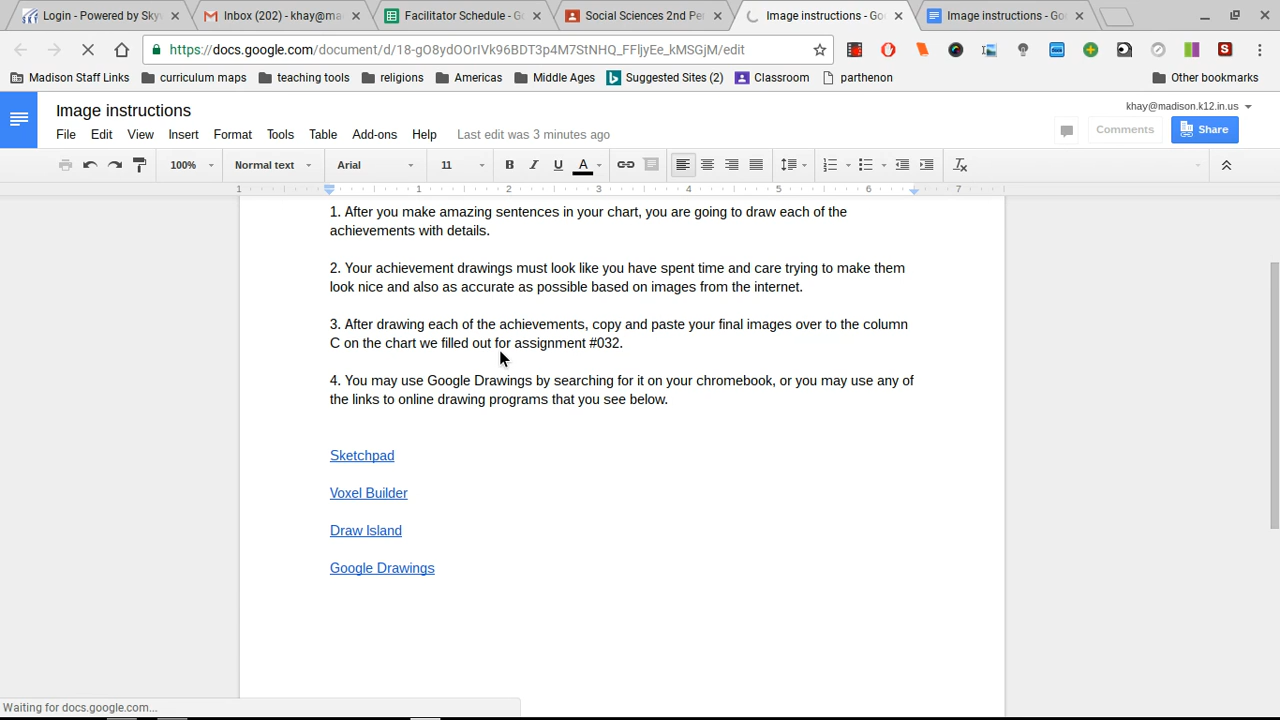 Login - Powered by Sky
Inbox (202) - khay@m
Facilitator Schedule - G
Social Sciences 2nd Pe
Image instructions - Go
Image instructions - Go
https://docs.google.com/document/d/18-gO8ydOOrIVk96BDT3p4M7StNHQ_FFljyEe_kMSGjM/edit
Madison Staff Links
curriculum maps
teaching tools
religions
Americas
Middle Ages
Suggested Sites (2)
Classroom
parthenon
Other bookmarks
Image instructions
khay@madison.k12.in.us
File Edit View Insert Format Tools Table Add-ons Help Last edit was 3 minutes ago
Comments
Share
100% Normal text Arial 11 B I U A
1 1 2 3 4 5 6 7
1. After you make amazing sentences in your chart, you are going to draw each of the
achievements with details.
2. Your achievement drawings must look like you have spent time and care trying to make them
look nice and also as accurate as possible based on images from the internet.
3. After drawing each of the achievements, copy and paste your final images over to the column
C on the chart we filled out for assignment #032.
4. You may use Google Drawings by searching for it on your chromebook, or you may use any of
the links to online drawing programs that you see below.
Sketchpad
Voxel Builder
Draw Island
Google Drawings
Waiting for docs.google.com...